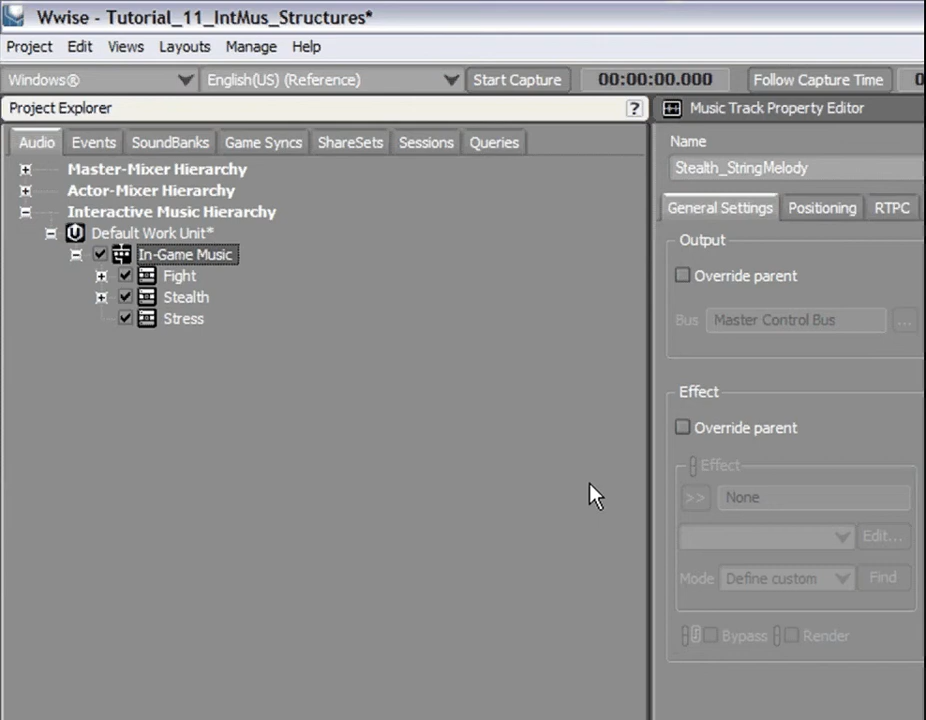 Wwise - Tutorial_11_IntMus_Structures*
Project Edit Views Layouts Manage Help
Windows® English(US) (Reference) Start Capture 00:00:00.000 Follow Capture Time 0
Project Explorer ? Music Track Property Editor
Audio Events SoundBanks Game Syncs ShareSets Sessions Queries
Name
Stealth_StringMelody
General Settings Positioning RTPC
Master-Mixer Hierarchy
Actor-Mixer Hierarchy
Interactive Music Hierarchy
Default Work Unit*
In-Game Music
Fight
Stealth
Stress
Output
Override parent
Bus Master Control Bus ...
Effect
Override parent
Effect
>> None
Edit...
Mode Define custom Find
Bypass Render